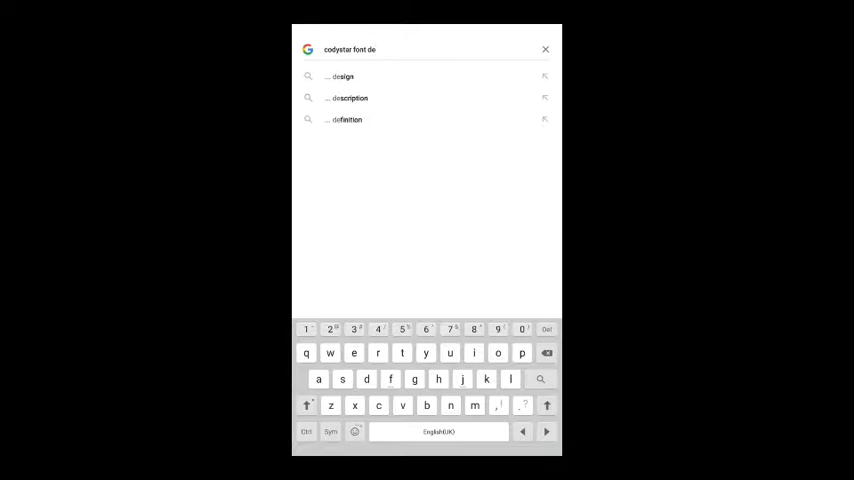 codystar font de
... design
... description
... definition
1 2 3 4 5 6 7 8 9 0 Del
q w e r t y u i o p
a s d f g h j k l
z x c v b n m , ! . ?
Ctrl Sym English(UK)